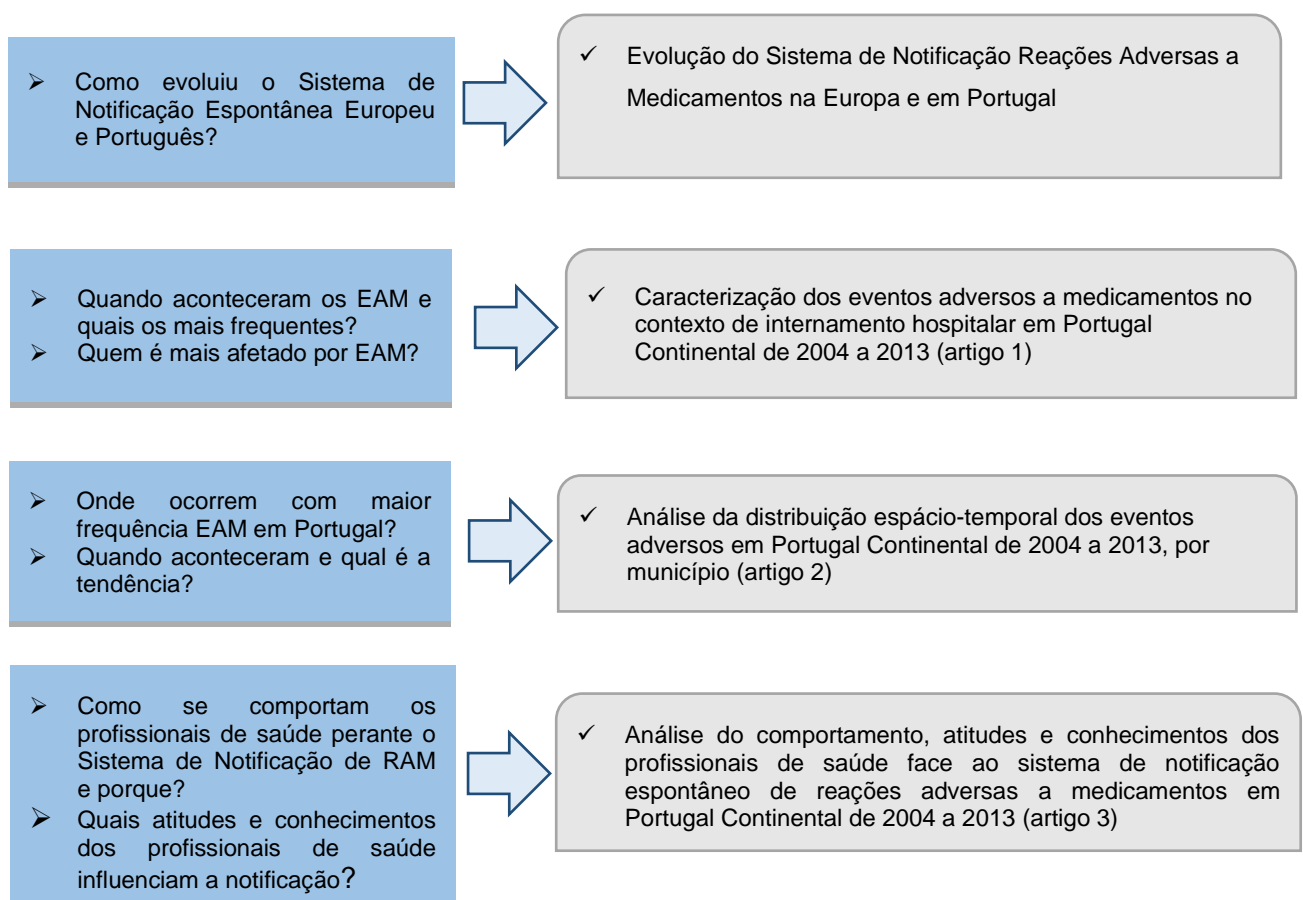 ➢ Como evoluiu o Sistema de
Notificação Espontânea Europeu
e Português?
✓ Evolução do Sistema de Notificação Reações Adversas a
Medicamentos na Europa e em Portugal
➢ Quando aconteceram os EAM e
quais os mais frequentes?
➢ Quem é mais afetado por EAM?
✓ Caracterização dos eventos adversos a medicamentos no
contexto de internamento hospitalar em Portugal
Continental de 2004 a 2013 (artigo 1)
➢ Onde ocorrem com maior
frequência EAM em Portugal?
➢ Quando aconteceram e qual é a
tendência?
✓ Análise da distribuição espácio-temporal dos eventos
adversos em Portugal Continental de 2004 a 2013, por
município (artigo 2)
➢ Como se comportam os
profissionais de saúde perante o
Sistema de Notificação de RAM
e porque?
➢ Quais atitudes e conhecimentos
dos profissionais de saúde
influenciam a notificação?
✓ Análise do comportamento, atitudes e conhecimentos dos
profissionais de saúde face ao sistema de notificação
espontâneo de reações adversas a medicamentos em
Portugal Continental de 2004 a 2013 (artigo 3)